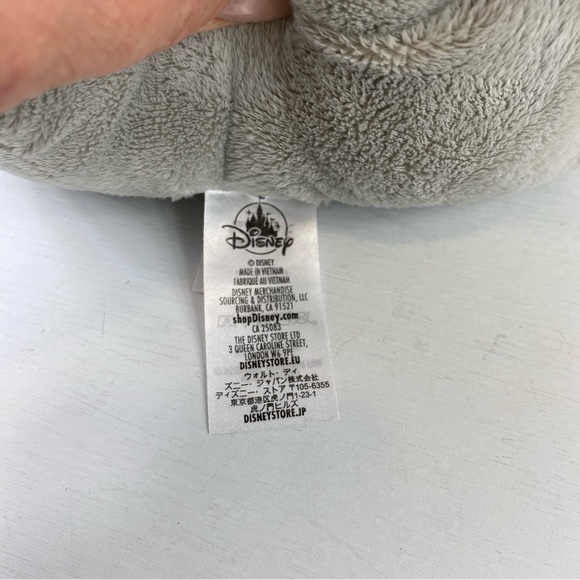 Disney
© DISNEY
MADE IN VIETNAM
FABRIQUÉ AU VIETNAM
DISNEY MERCHANDISE
SOURCING & DISTRIBUTION, LLC
BURBANK, CA 91521
shopDisney.com
CA 25083
THE DISNEY STORE LTD
3 QUEEN CAROLINE STREET,
LONDON W6 9PE
DISNEYSTORE.EU
ウォルト・ディ
ズニー・ジャパン株式会社
ディズニー・ストア 〒105-6355
東京都港区虎ノ門1-23-1
虎ノ門ヒルズ
DISNEYSTORE.JP